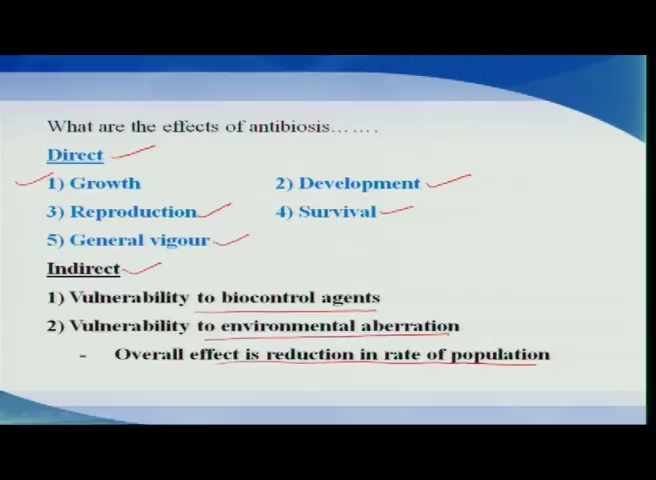 What are the effects of antibiosis…….
Direct
1) Growth 2) Development
3) Reproduction 4) Survival
5) General vigour
Indirect
1) Vulnerability to biocontrol agents
2) Vulnerability to environmental aberration
- Overall effect is reduction in rate of population